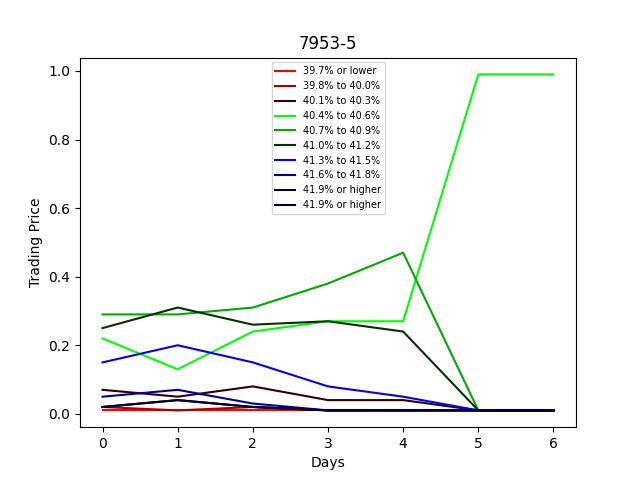 7953-5
39.7% or lower
39.8% to 40.0%
40.1% to 40.3%
40.4% to 40.6%
40.7% to 40.9%
41.0% to 41.2%
41.3% to 41.5%
41.6% to 41.8%
41.9% or higher
41.9% or higher
1.0
0.8
0.6
0.4
0.2
0.0
Trading Price
0 1 2 3 4 5 6
Days